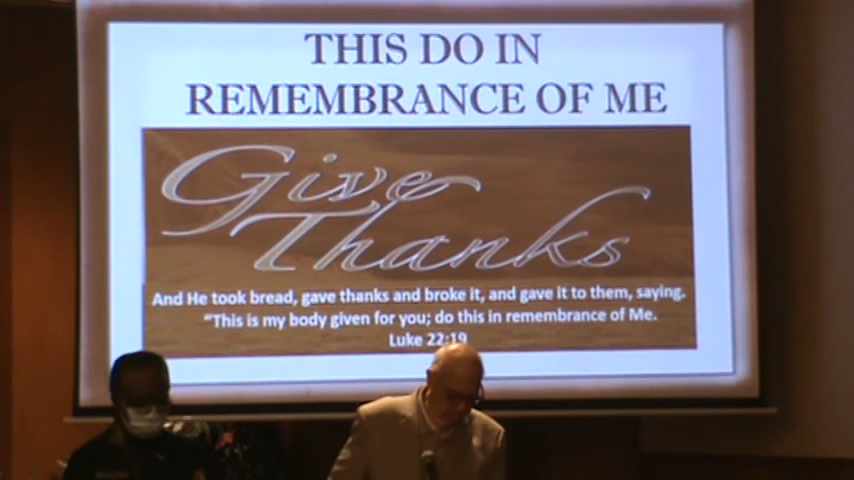 THIS DO IN
REMEMBRANCE OF ME
Give
Thanks
And He took bread, gave thanks and broke it, and gave it to them, saying.
"This is my body given for you; do this in remembrance of Me.
Luke 22:19